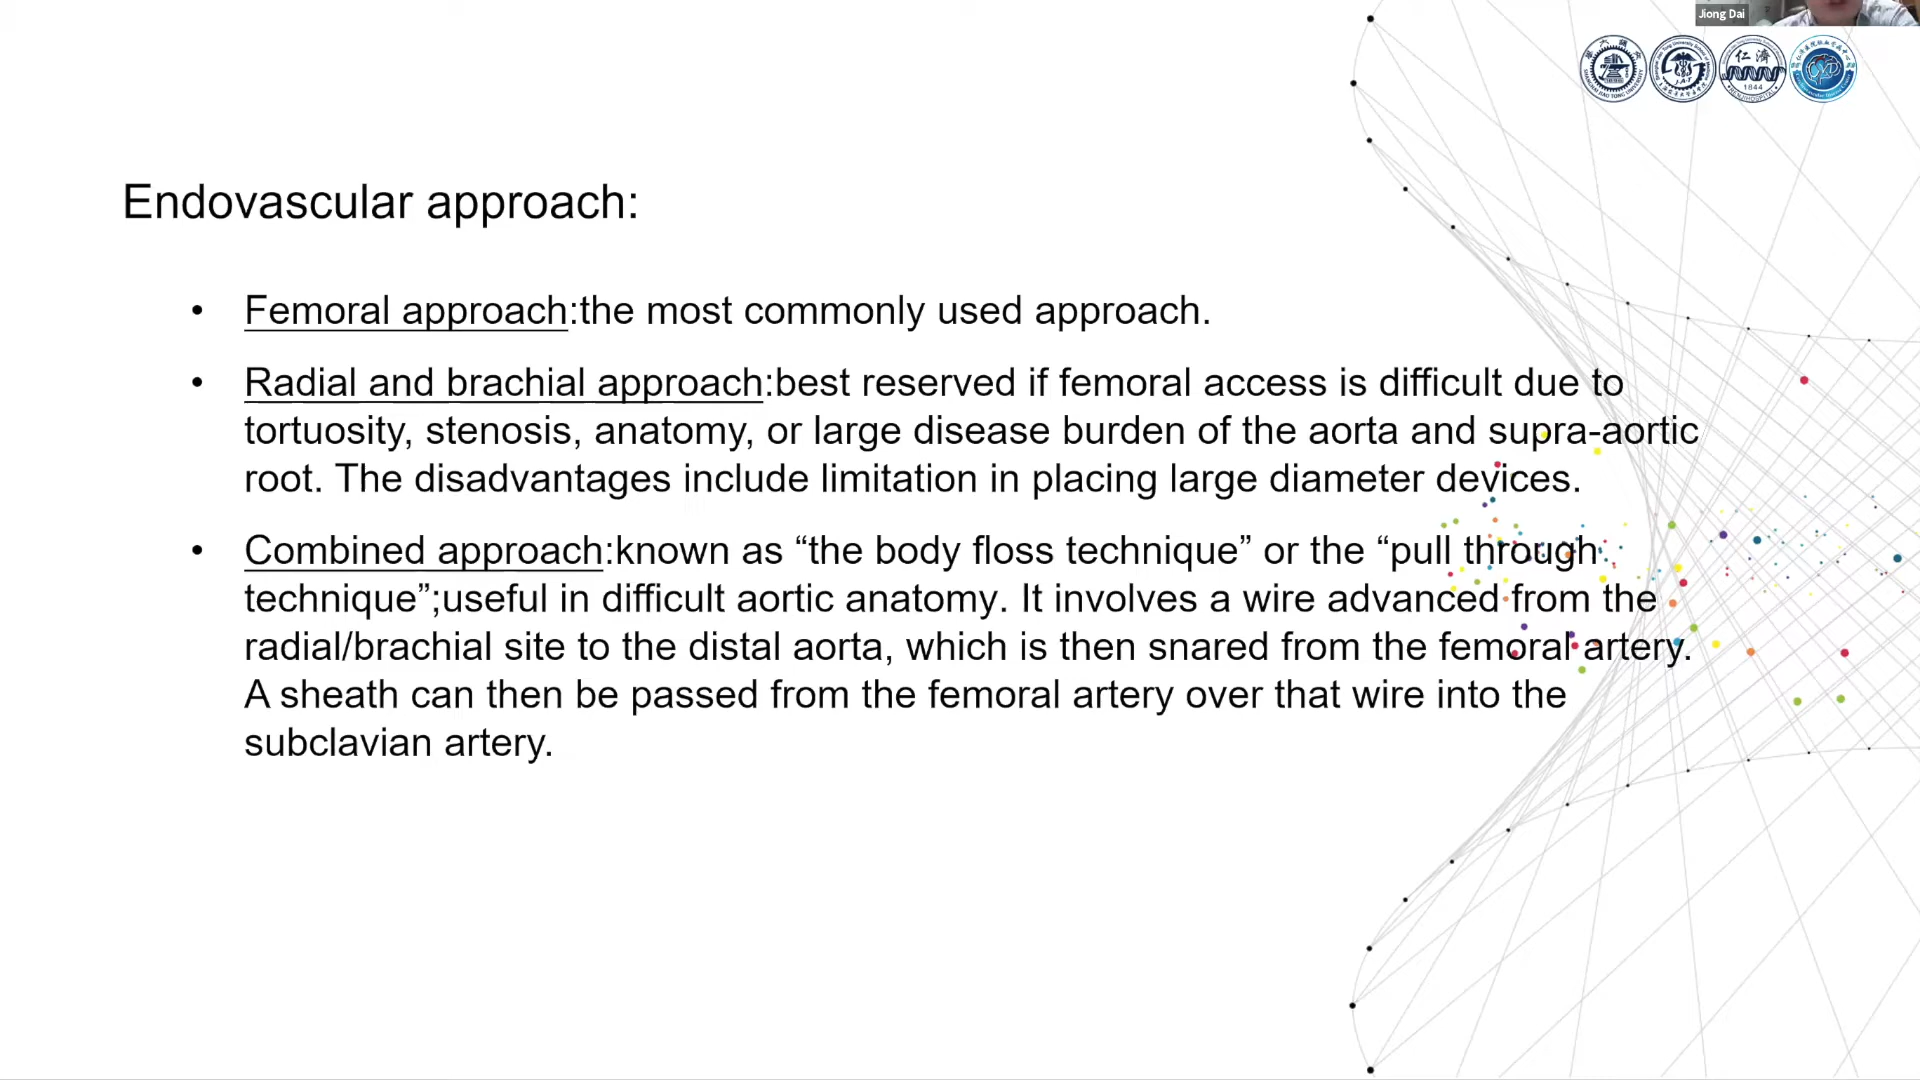 Jiong Dai
仁濟
1844
Endovascular approach:
• Femoral approach:the most commonly used approach.
• Radial and brachial approach:best reserved if femoral access is difficult due to
tortuosity, stenosis, anatomy, or large disease burden of the aorta and supra-aortic
root. The disadvantages include limitation in placing large diameter devices.
• Combined approach:known as “the body floss technique” or the “pull through
technique”;useful in difficult aortic anatomy. It involves a wire advanced from the
radial/brachial site to the distal aorta, which is then snared from the femoral artery.
A sheath can then be passed from the femoral artery over that wire into the
subclavian artery.